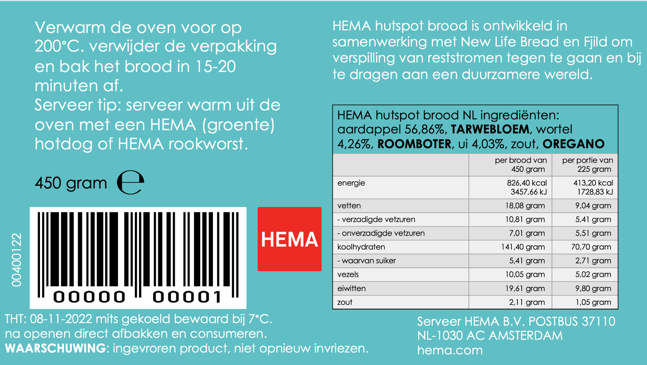 Verwarm de oven voor op
200°C. verwijder de verpakking
en bak het brood in 15-20
minuten af.
Serveer tip: serveer warm uit de
oven met een HEMA (groente)
hotdog of HEMA rookworst.
450 gram ℮
00400122
00000 00001
HEMA
THT: 08-11-2022 mits gekoeld bewaard bij 7°C.
na openen direct afbakken en consumeren.
WAARSCHUWING: ingevroren product, niet opnieuw invriezen.
HEMA hutspot brood is ontwikkeld in
samenwerking met New Life Bread en Fjild om
verspilling van reststromen tegen te gaan en bij
te dragen aan een duurzamere wereld.
HEMA hutspot brood NL ingrediënten:
aardappel 56,86%, TARWEBLOEM, wortel
4,26%, ROOMBOTER, ui 4,03%, zout, OREGANO
per brood van 450 gram per portie van 225 gram
energie 826,40 kcal 3457,66 kJ 413,20 kcal 1728,83 kJ
vetten 18,08 gram 9,04 gram
- verzadigde vetzuren 10,81 gram 5,41 gram
- onverzadigde vetzuren 7,01 gram 5,51 gram
koolhydraten 141,40 gram 70,70 gram
- waarvan suiker 5,41 gram 2,71 gram
vezels 10,05 gram 5,02 gram
eiwitten 19,61 gram 9,80 gram
zout 2,11 gram 1,05 gram
Serveer HEMA B.V. POSTBUS 37110
NL-1030 AC AMSTERDAM
hema.com